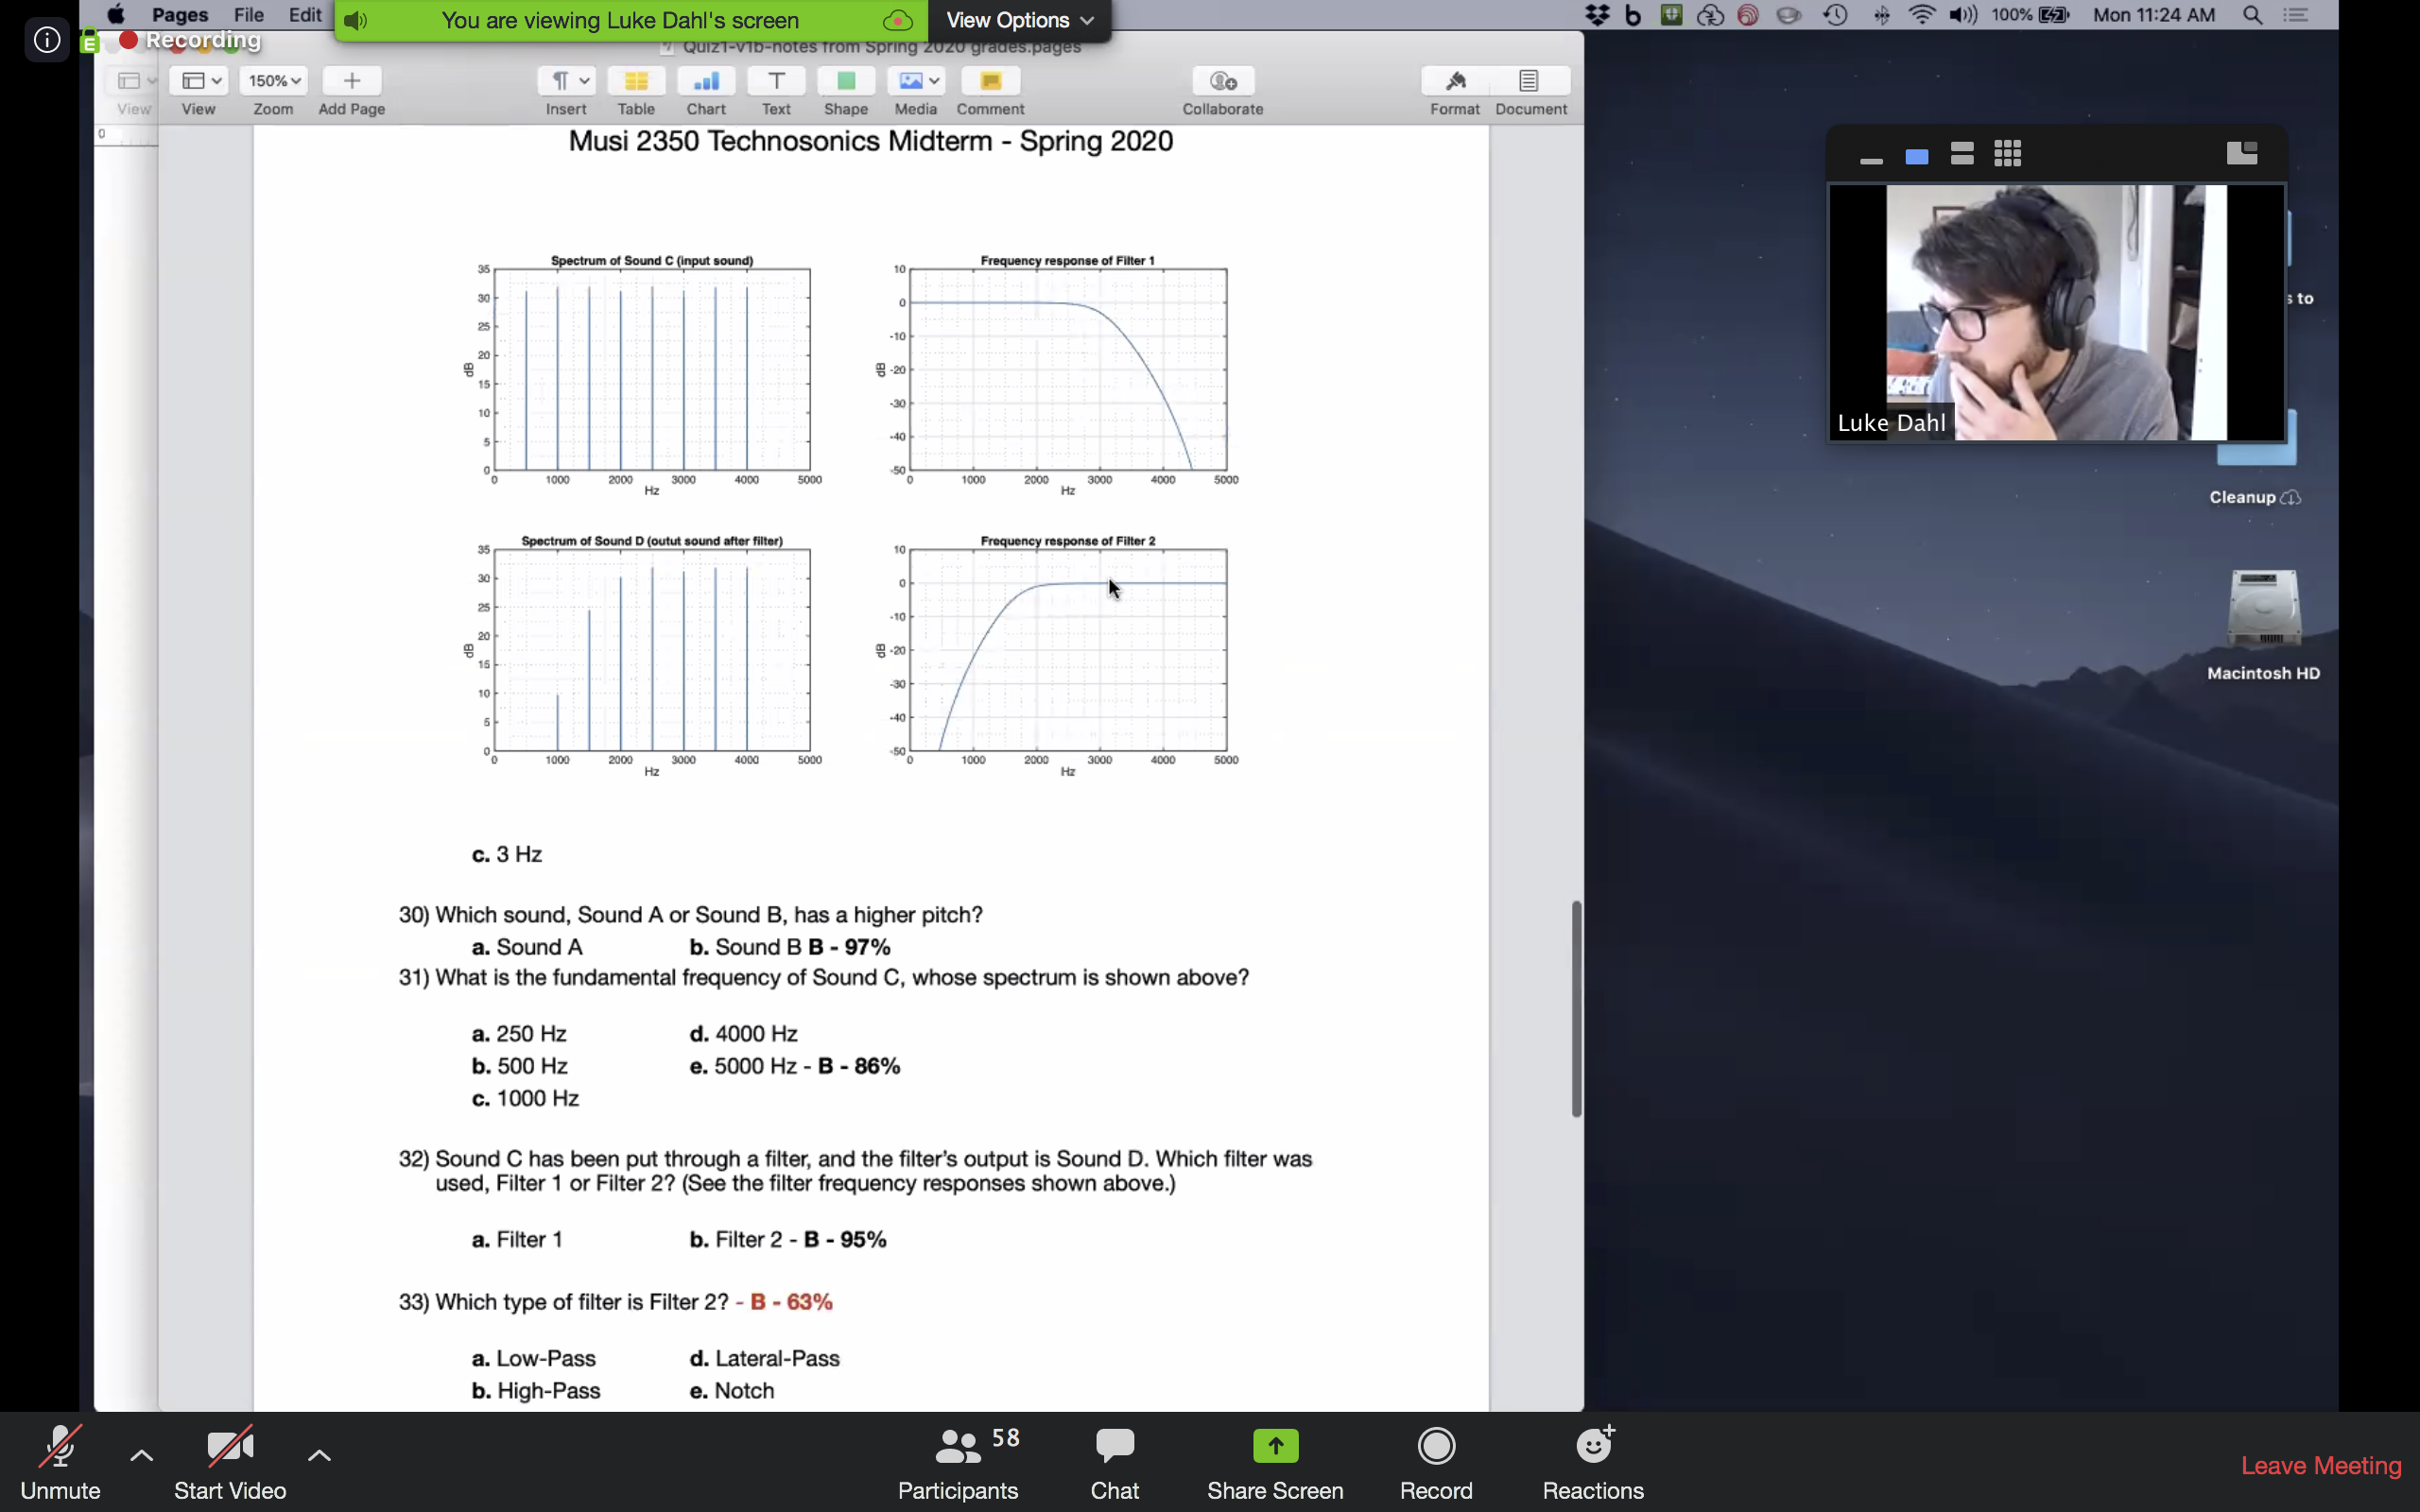 Pages File Edit
You are viewing Luke Dahl's screen
View Options
100%
Mon 11:24 AM
Recording
Quiz1-v1b-notes from Spring 2020 grades.pages
150%
View
View
Zoom
Add Page
Insert
Table
Chart
Text
Shape
Media
Comment
Collaborate
Format
Document
0
Musi 2350 Technosonics Midterm - Spring 2020
Spectrum of Sound C (input sound)
35
30
25
20
15
10
5
0
dB
0 1000 2000 3000 4000 5000
Hz
Frequency response of Filter 1
10
0
-10
-20
-30
-40
-50
dB
0 1000 2000 3000 4000 5000
Hz
Spectrum of Sound D (outut sound after filter)
35
30
25
20
15
10
5
0
dB
0 1000 2000 3000 4000 5000
Hz
Frequency response of Filter 2
10
0
-10
-20
-30
-40
-50
dB
0 1000 2000 3000 4000 5000
Hz
c. 3 Hz
30) Which sound, Sound A or Sound B, has a higher pitch?
a. Sound A b. Sound B B - 97%
31) What is the fundamental frequency of Sound C, whose spectrum is shown above?
a. 250 Hz d. 4000 Hz
b. 500 Hz e. 5000 Hz - B - 86%
c. 1000 Hz
32) Sound C has been put through a filter, and the filter's output is Sound D. Which filter was
used, Filter 1 or Filter 2? (See the filter frequency responses shown above.)
a. Filter 1 b. Filter 2 - B - 95%
33) Which type of filter is Filter 2? - B - 63%
a. Low-Pass d. Lateral-Pass
b. High-Pass e. Notch
Luke Dahl
s to
Cleanup
Macintosh HD
Unmute
Start Video
58
Participants
Chat
Share Screen
Record
Reactions
Leave Meeting